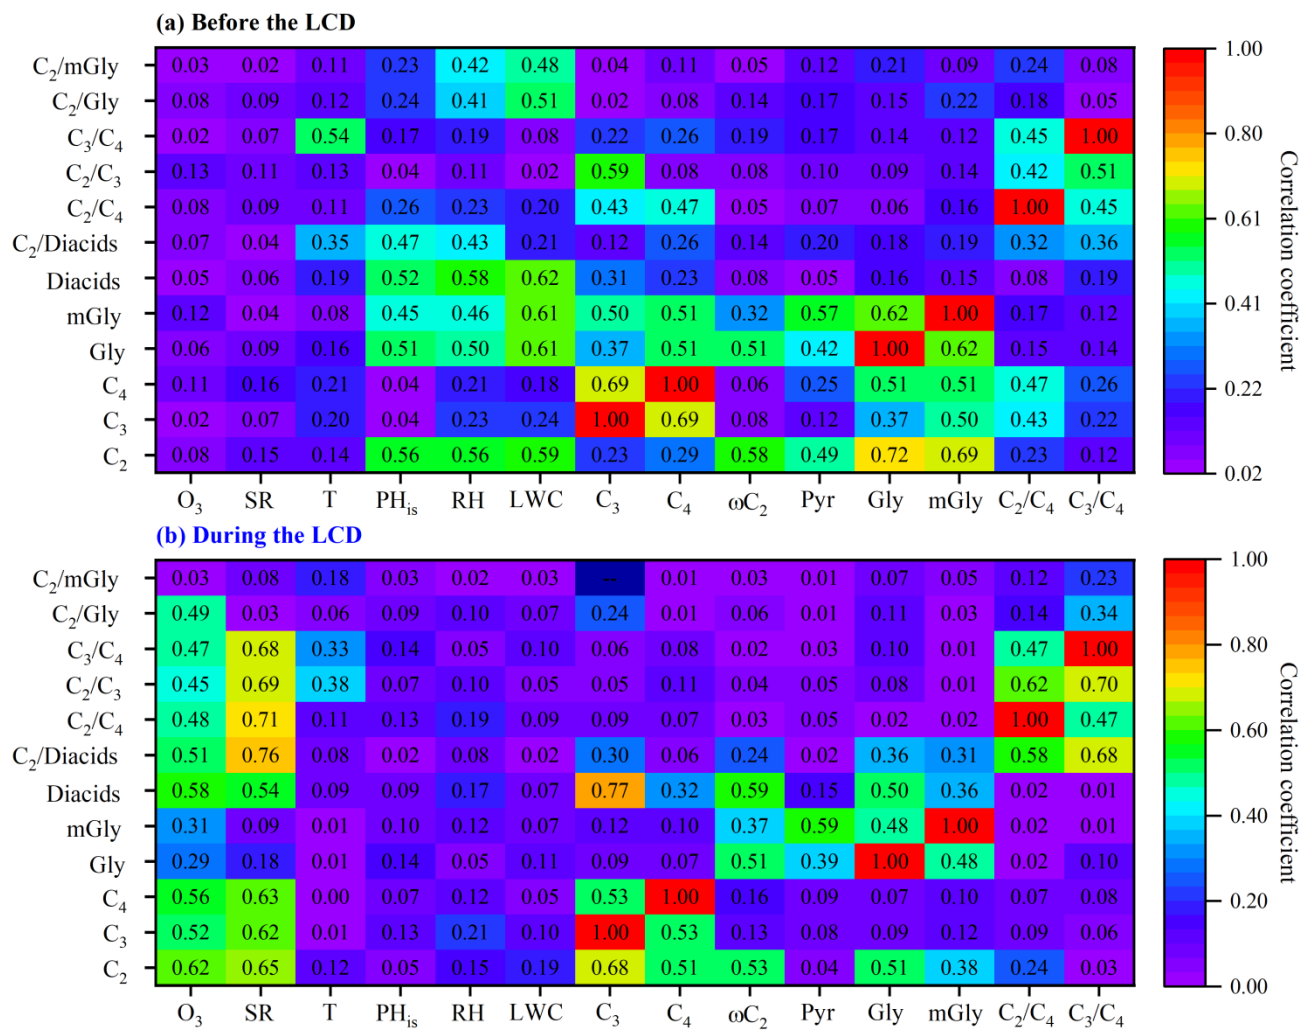 (a) Before the LCD
C₂/mGly 0.03 0.02 0.11 0.23 0.42 0.48 0.04 0.11 0.05 0.12 0.21 0.09 0.24 0.08
C₂/Gly 0.08 0.09 0.12 0.24 0.41 0.51 0.02 0.08 0.14 0.17 0.15 0.22 0.18 0.05
C₃/C₄ 0.02 0.07 0.54 0.17 0.19 0.08 0.22 0.26 0.19 0.17 0.14 0.12 0.45 1.00
C₂/C₃ 0.13 0.11 0.13 0.04 0.11 0.02 0.59 0.08 0.08 0.10 0.09 0.14 0.42 0.51
C₂/C₄ 0.08 0.09 0.11 0.26 0.23 0.20 0.43 0.47 0.05 0.07 0.06 0.16 1.00 0.45
C₂/Diacids 0.07 0.04 0.35 0.47 0.43 0.21 0.12 0.26 0.14 0.20 0.18 0.19 0.32 0.36
Diacids 0.05 0.06 0.19 0.52 0.58 0.62 0.31 0.23 0.08 0.05 0.16 0.15 0.08 0.19
mGly 0.12 0.04 0.08 0.45 0.46 0.61 0.50 0.51 0.32 0.57 0.62 1.00 0.17 0.12
Gly 0.06 0.09 0.16 0.51 0.50 0.61 0.37 0.51 0.51 0.42 1.00 0.62 0.15 0.14
C₄ 0.11 0.16 0.21 0.04 0.21 0.18 0.69 1.00 0.06 0.25 0.51 0.51 0.47 0.26
C₃ 0.02 0.07 0.20 0.04 0.23 0.24 1.00 0.69 0.08 0.12 0.37 0.50 0.43 0.22
C₂ 0.08 0.15 0.14 0.56 0.56 0.59 0.23 0.29 0.58 0.49 0.72 0.69 0.23 0.12
O₃ SR T PHᵢₛ RH LWC C₃ C₄ ωC₂ Pyr Gly mGly C₂/C₄ C₃/C₄
1.00
0.80
0.61
0.41
0.22
0.02
Correlation coefficient
(b) During the LCD
C₂/mGly 0.03 0.08 0.18 0.03 0.02 0.03 -- 0.01 0.03 0.01 0.07 0.05 0.12 0.23
C₂/Gly 0.49 0.03 0.06 0.09 0.10 0.07 0.24 0.01 0.06 0.01 0.11 0.03 0.14 0.34
C₃/C₄ 0.47 0.68 0.33 0.14 0.05 0.10 0.06 0.08 0.02 0.03 0.10 0.01 0.47 1.00
C₂/C₃ 0.45 0.69 0.38 0.07 0.10 0.05 0.05 0.11 0.04 0.05 0.08 0.01 0.62 0.70
C₂/C₄ 0.48 0.71 0.11 0.13 0.19 0.09 0.09 0.07 0.03 0.05 0.02 0.02 1.00 0.47
C₂/Diacids 0.51 0.76 0.08 0.02 0.08 0.02 0.30 0.06 0.24 0.02 0.36 0.31 0.58 0.68
Diacids 0.58 0.54 0.09 0.09 0.17 0.07 0.77 0.32 0.59 0.15 0.50 0.36 0.02 0.01
mGly 0.31 0.09 0.01 0.10 0.12 0.07 0.12 0.10 0.37 0.59 0.48 1.00 0.02 0.01
Gly 0.29 0.18 0.01 0.14 0.05 0.11 0.09 0.07 0.51 0.39 1.00 0.48 0.02 0.10
C₄ 0.56 0.63 0.00 0.07 0.12 0.05 0.53 1.00 0.16 0.09 0.07 0.10 0.07 0.08
C₃ 0.52 0.62 0.01 0.13 0.21 0.10 1.00 0.53 0.13 0.08 0.09 0.12 0.09 0.06
C₂ 0.62 0.65 0.12 0.05 0.15 0.19 0.68 0.51 0.53 0.04 0.51 0.38 0.24 0.03
O₃ SR T PHᵢₛ RH LWC C₃ C₄ ωC₂ Pyr Gly mGly C₂/C₄ C₃/C₄
1.00
0.80
0.60
0.40
0.20
0.00
Correlation coefficient